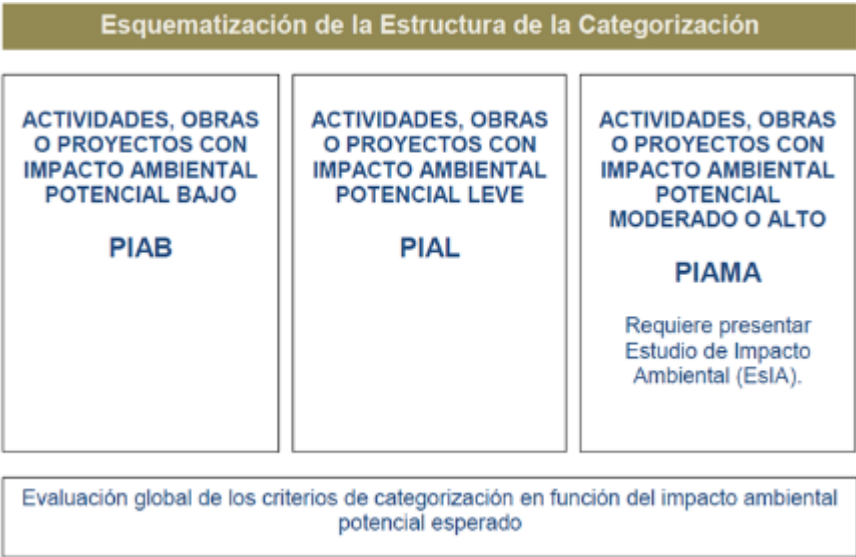 Esquematización de la Estructura de la Categorización
ACTIVIDADES, OBRAS
O PROYECTOS CON
IMPACTO AMBIENTAL
POTENCIAL BAJO
PIAB
ACTIVIDADES, OBRAS
O PROYECTOS CON
IMPACTO AMBIENTAL
POTENCIAL LEVE
PIAL
ACTIVIDADES, OBRAS
O PROYECTOS CON
IMPACTO AMBIENTAL
POTENCIAL
MODERADO O ALTO
PIAMA
Requiere presentar
Estudio de Impacto
Ambiental (EsIA).
Evaluación global de los criterios de categorización en función del impacto ambiental
potencial esperado